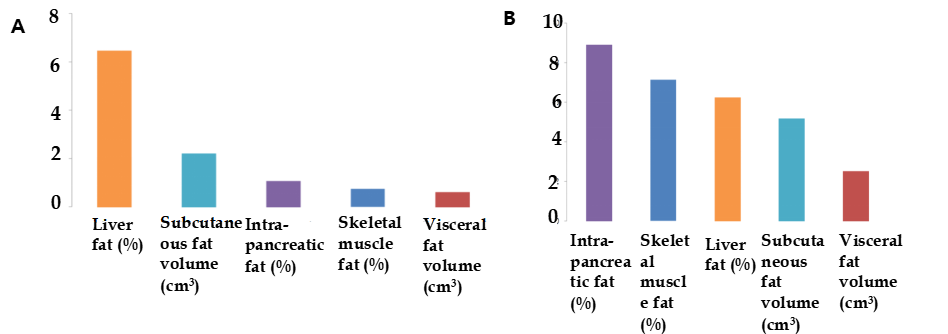 A
8
6
4
2
0
Liver
fat (%)
Subcutane
ous fat
volume
(cm³)
Intra-
pancreatic
fat (%)
Skeletal
muscle
fat (%)
Visceral
fat
volume
(cm³)
B
10
8
6
4
2
0
Intra-
pancrea
tic fat
(%)
Skelet
al
muscl
e fat
(%)
Liver
fat (%)
Subcuta
neous
fat
volume
(cm³)
Visceral
fat
volume
(cm³)